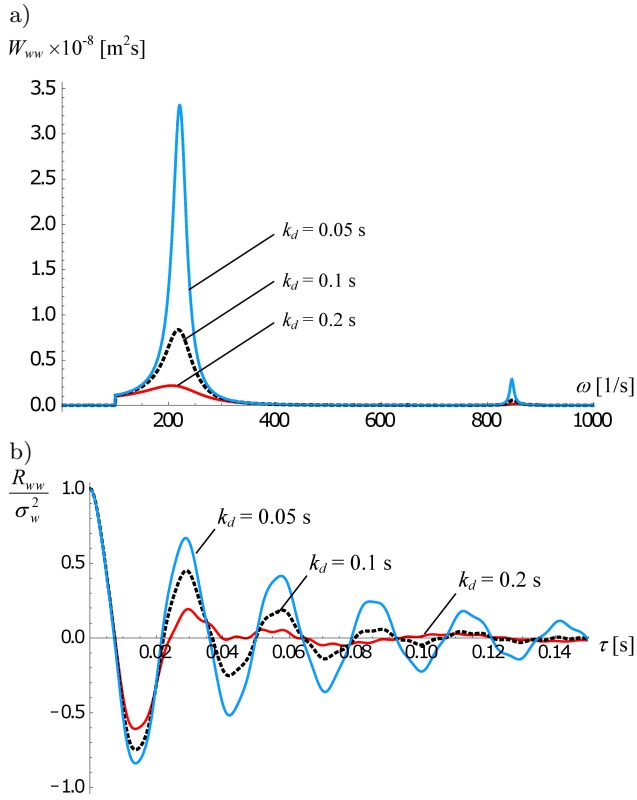 a)
W_ww ×10^-8 [m^2s]
3.5
3.0
2.5
k_d = 0.05 s
2.0
1.5
k_d = 0.1 s
k_d = 0.2 s
1.0
0.5
ω [1/s]
0.0
200 400 600 800 1000
b)
R_ww
σ_w^2
1.0
k_d = 0.05 s
k_d = 0.1 s
k_d = 0.2 s
0.5
0.0
0.02 0.04 0.06 0.08 0.10 0.12 0.14 τ [s]
−0.5
−1.0